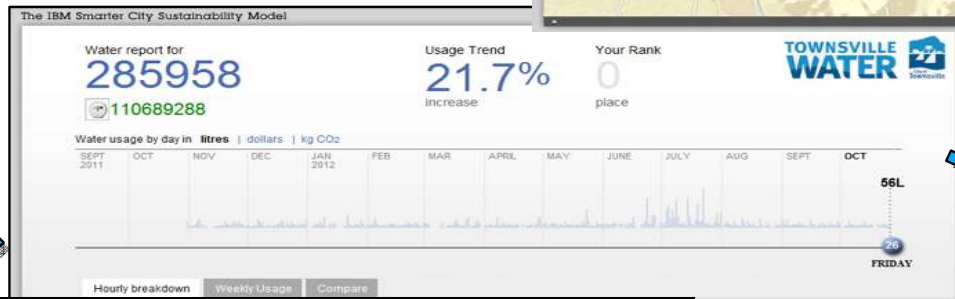 The IBM Smarter City Sustainability Model
Water report for
285958
110689288
Usage Trend
21.7%
increase
Your Rank
0
place
TOWNSVILLE
WATER
Water usage by day in litres | dollars | kg CO2
SEPT 2011 OCT NOV DEC JAN 2012 FEB MAR APRIL MAY JUNE JULY AUG SEPT OCT
56L
26
FRIDAY
Hourly breakdown Weekly Usage Compare